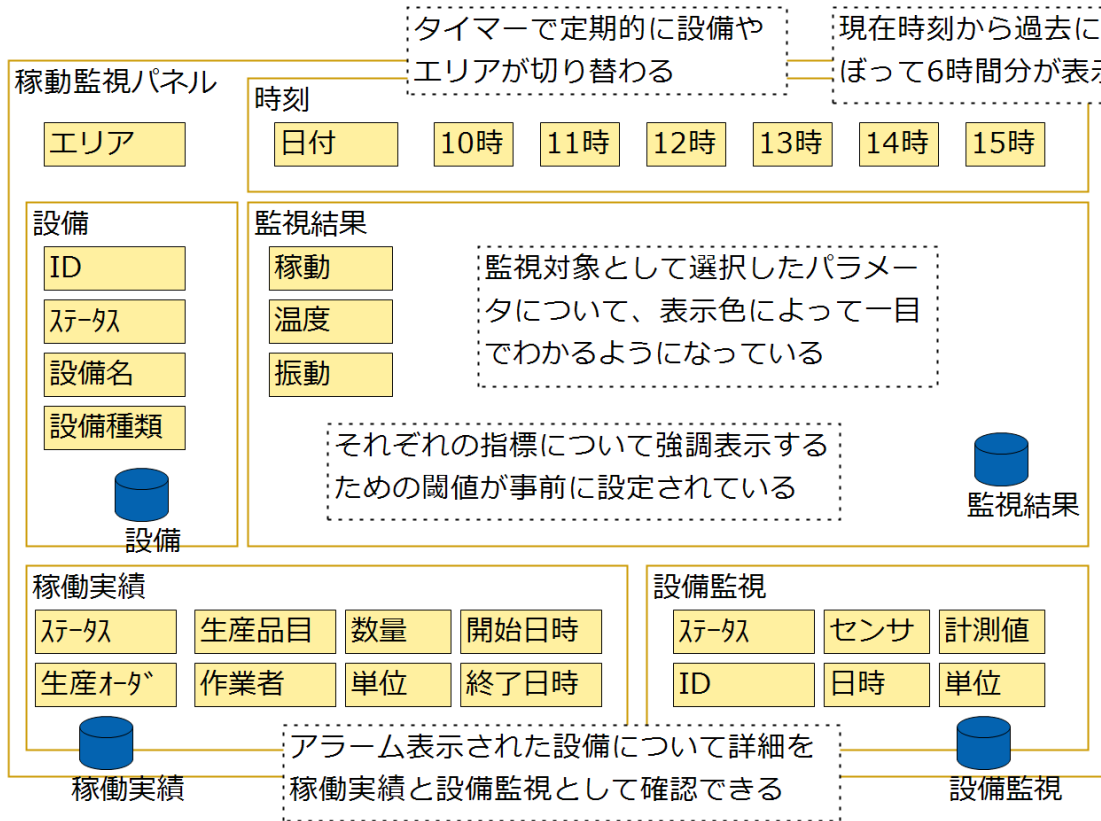 タイマーで定期的に設備や
エリアが切り替わる
現在時刻から過去に
ぼって6時間分が表示
稼動監視パネル
エリア
時刻
日付
10時
11時
12時
13時
14時
15時
設備
ID
ｽﾃｰﾀｽ
設備名
設備種類
設備
監視結果
稼動
温度
振動
監視対象として選択したパラメー
タについて、表示色によって一目
でわかるようになっている
それぞれの指標について強調表示する
ための閾値が事前に設定されている
監視結果
稼働実績
ｽﾃｰﾀｽ
生産品目
数量
開始日時
生産ｵｰﾀﾞ
作業者
単位
終了日時
稼働実績
設備監視
ｽﾃｰﾀｽ
センサ
計測値
ID
日時
単位
設備監視
アラーム表示された設備について詳細を
稼働実績と設備監視として確認できる